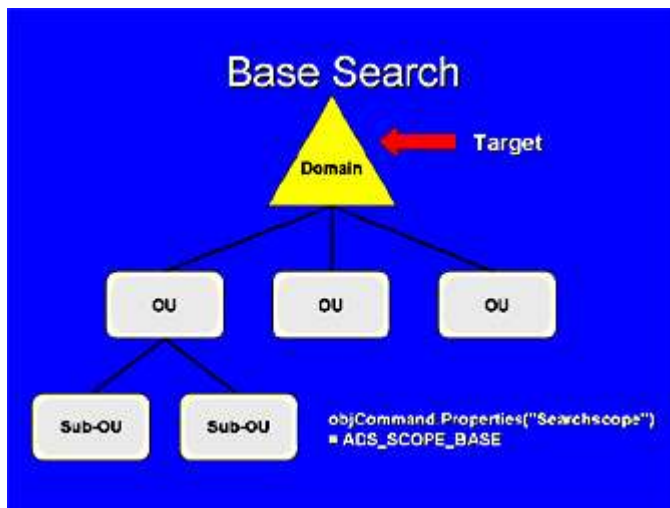 Base Search
Target
Domain
OU
OU
OU
Sub-OU
Sub-OU
objCommand.Properties("Searchscope")
= ADS_SCOPE_BASE